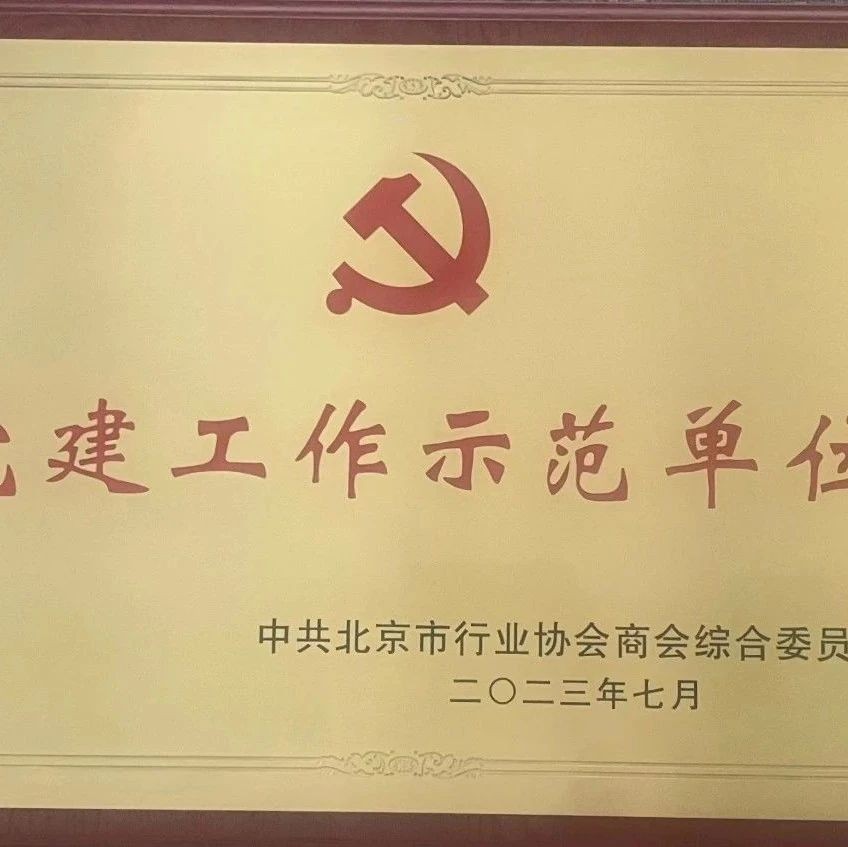 党建工作示范单位
中共北京市行业协会商会综合委员
二〇二三年七月